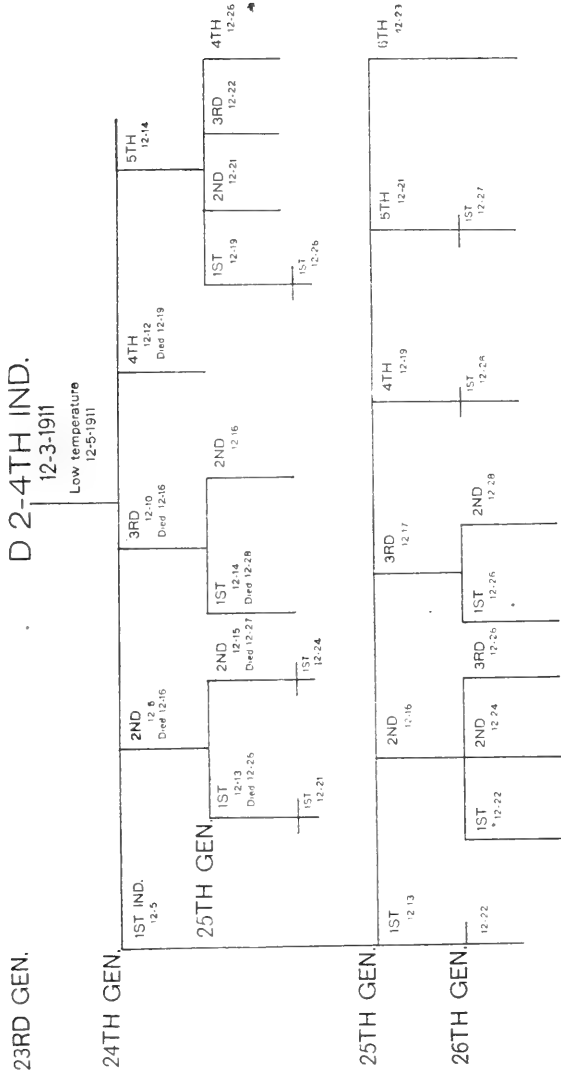 23RD GEN.
D 2-4TH IND.
12-3-1911
Low temperature
12-5-1911
24TH GEN.
1ST IND.
12-5
2ND
12 8
Died 12-16
3RD
12-10
Died 12-16
4TH
12-12
Died 12-19
5TH
12-14
25TH GEN.
1ST
12-13
Died 12-26
2ND
12-15
Died 12-27
1ST
12-14
Died 12-28
2ND
12 16
1ST
12-19
2ND
12-21
3RD
12-22
4TH
12-26
1ST
12-21
1ST
12-24
1ST
12-26
25TH GEN.
1ST
12 13
2ND
12-16
3RD
12 17
4TH
12-19
5TH
12-21
6TH
12-23
26TH GEN.
12-22
1ST
12-22
2ND
12-24
3RD
12-26
1ST
12-26
2ND
12-28
1ST
12-28
1ST
12-27